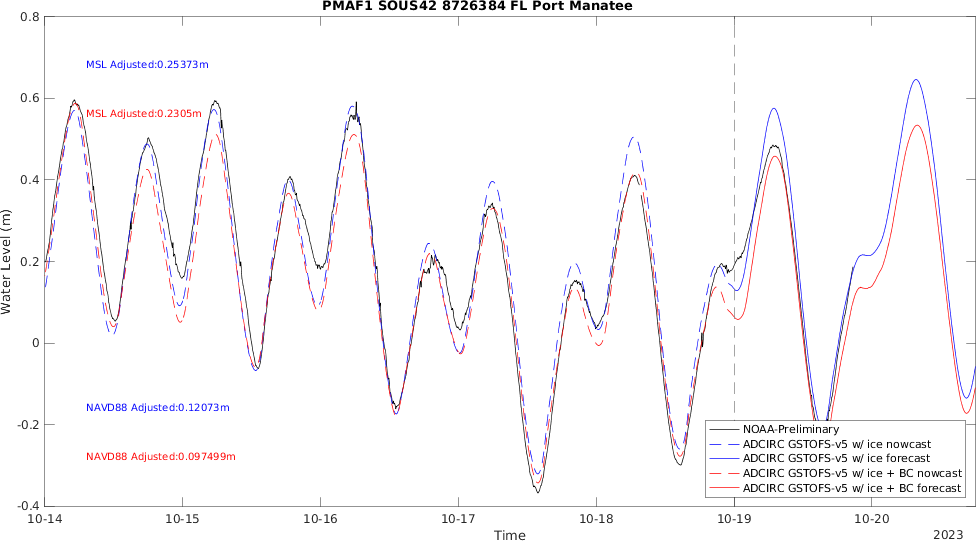 PMAF1 SOUS42 8726384 FL Port Manatee
0.8
0.6
0.4
0.2
0
-0.2
-0.4
Water Level (m)
MSL Adjusted:0.25373m
MSL Adjusted:0.2305m
NAVD88 Adjusted:0.12073m
NAVD88 Adjusted:0.097499m
NOAA-Preliminary
ADCIRC GSTOFS-v5 w/ ice nowcast
ADCIRC GSTOFS-v5 w/ ice forecast
ADCIRC GSTOFS-v5 w/ ice + BC nowcast
ADCIRC GSTOFS-v5 w/ ice + BC forecast
10-14 10-15 10-16 10-17 10-18 10-19 10-20
Time
2023